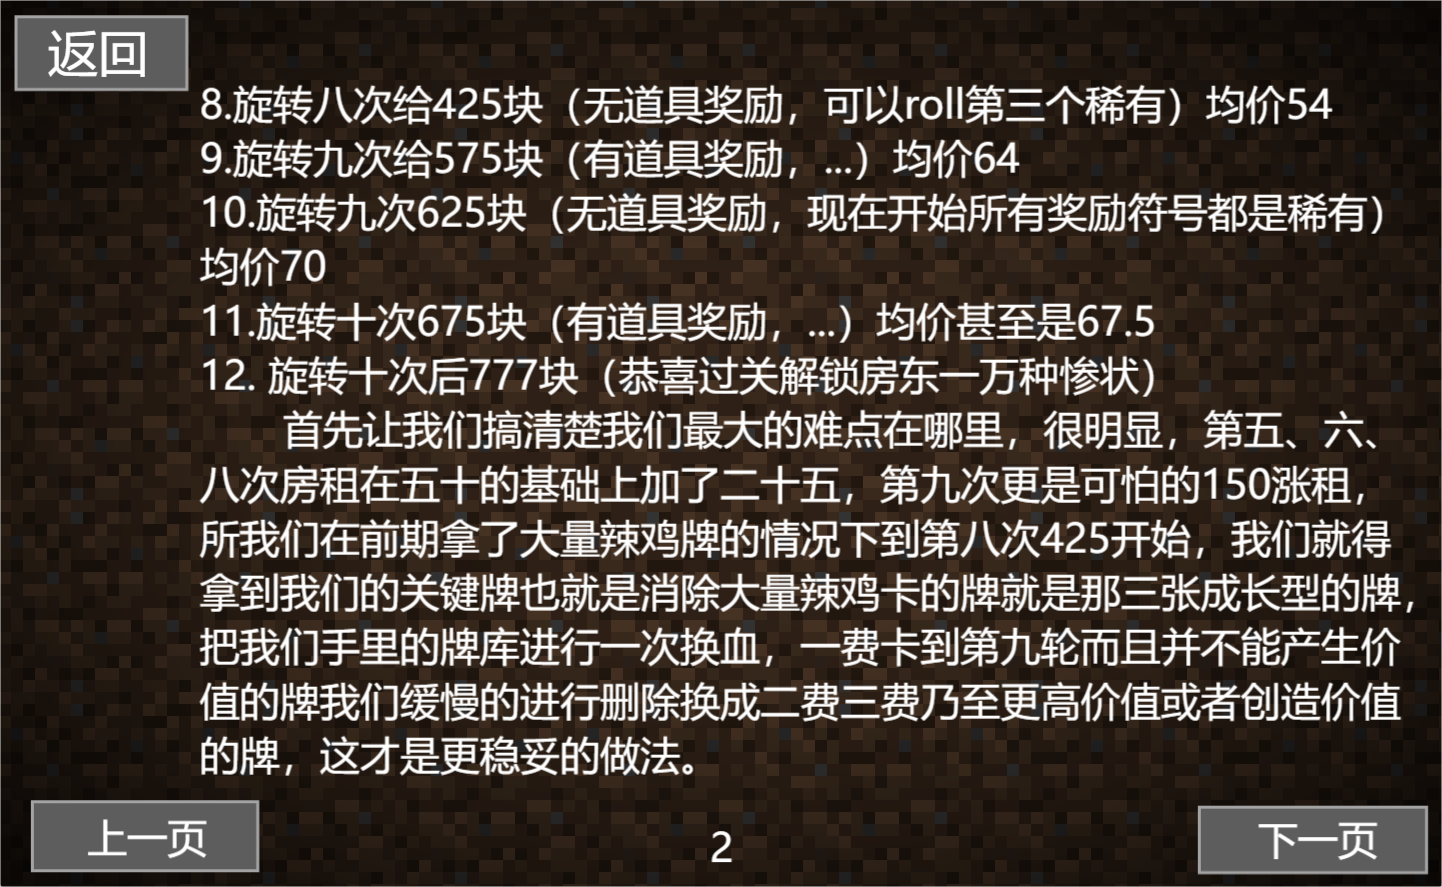 返回
8.旋转八次给425块（无道具奖励，可以roll第三个稀有）均价54
9.旋转九次给575块（有道具奖励，...）均价64
10.旋转九次625块（无道具奖励，现在开始所有奖励符号都是稀有）
均价70
11.旋转十次675块（有道具奖励，...）均价甚至是67.5
12. 旋转十次后777块（恭喜过关解锁房东一万种惨状）
首先让我们搞清楚我们最大的难点在哪里，很明显，第五、六、
八次房租在五十的基础上加了二十五，第九次更是可怕的150涨租，
所我们在前期拿了大量辣鸡牌的情况下到第八次425开始，我们就得
拿到我们的关键牌也就是消除大量辣鸡卡的牌就是那三张成长型的牌，
把我们手里的牌库进行一次换血，一费卡到第九轮而且并不能产生价
值的牌我们缓慢的进行删除换成二费三费乃至更高价值或者创造价值
的牌，这才是更稳妥的做法。
上一页
2
下一页